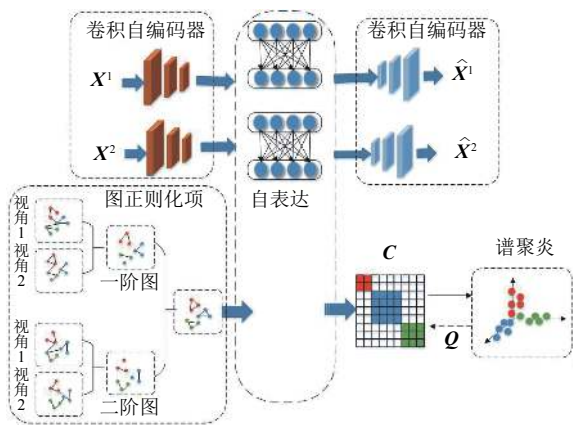 卷积自编码器
卷积自编码器
X¹
X̂¹
X²
X̂²
图正则化项
自表达
视角1
视角2
一阶图
视角1
视角2
二阶图
C
谱聚炎
Q